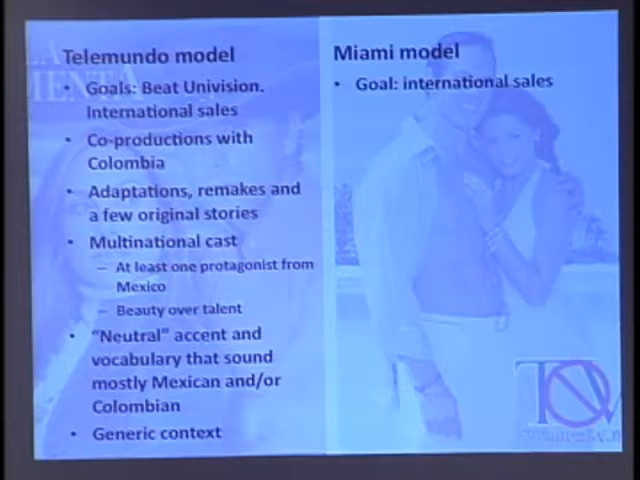 Telemundo model
• Goals: Beat Univision.
International sales
• Co-productions with
Colombia
• Adaptations, remakes and
a few original stories
• Multinational cast
– At least one protagonist from
Mexico
– Beauty over talent
• "Neutral" accent and
vocabulary that sound
mostly Mexican and/or
Colombian
• Generic context
Miami model
• Goal: international sales